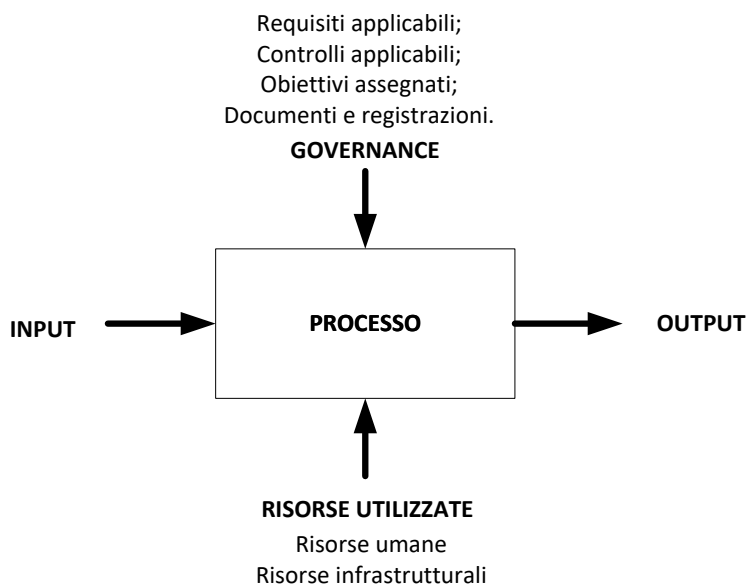 Requisiti applicabili;
Controlli applicabili;
Obiettivi assegnati;
Documenti e registrazioni.
GOVERNANCE
INPUT
PROCESSO
OUTPUT
RISORSE UTILIZZATE
Risorse umane
Risorse infrastrutturali